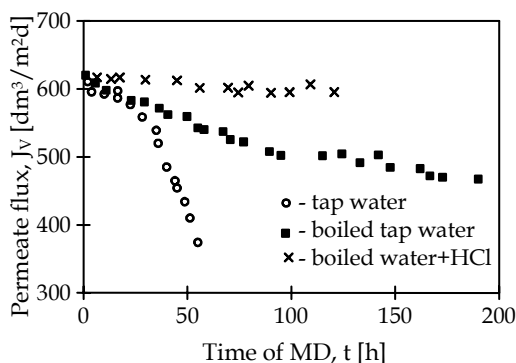 700
600
500
400
300
Permeate flux, Jᵥ [dm³/m²d]
- tap water
- boiled tap water
- boiled water+HCl
0 50 100 150 200
Time of MD, t [h]